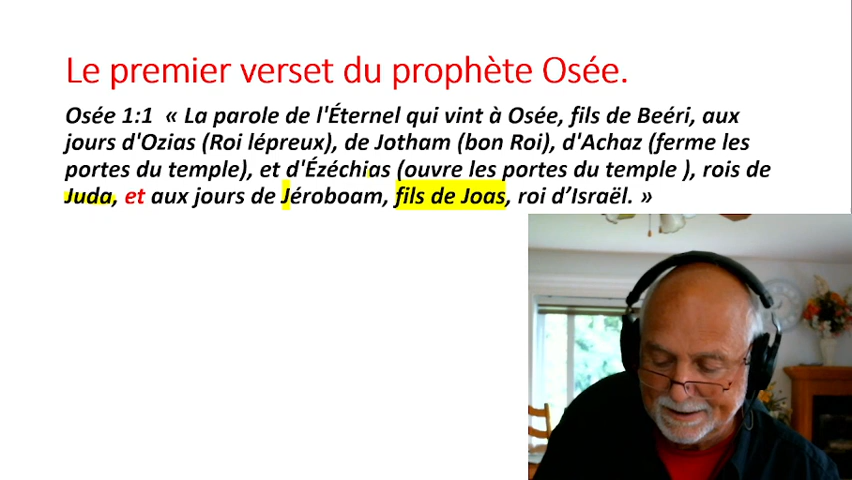 Le premier verset du prophète Osée.
Osée 1:1 « La parole de l'Éternel qui vint à Osée, fils de Beéri, aux
jours d'Ozias (Roi lépreux), de Jotham (bon Roi), d'Achaz (ferme les
portes du temple), et d'Ézéchias (ouvre les portes du temple ), rois de
Juda, et aux jours de Jéroboam, fils de Joas, roi d’Israël. »